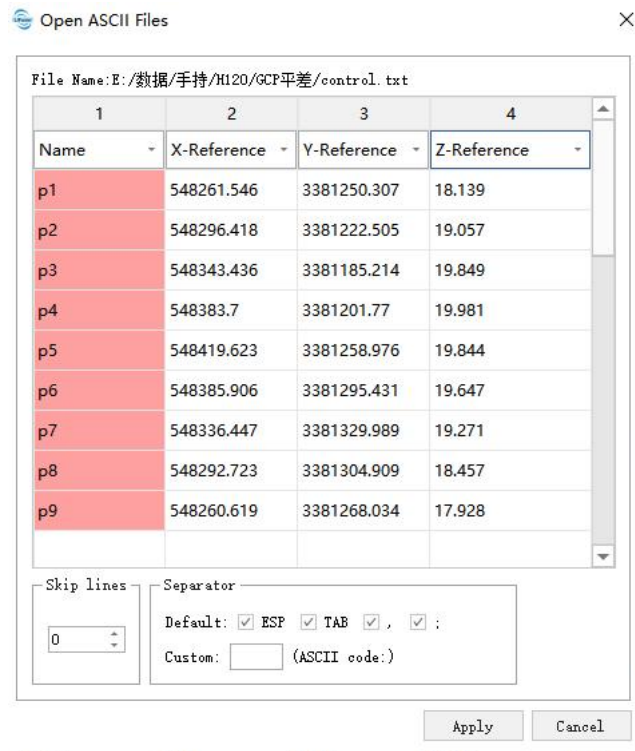 Open ASCII Files
File Name:E:/数据/手持/H120/GCP平差/control.txt
1 2 3 4
Name X-Reference Y-Reference Z-Reference
p1 548261.546 3381250.307 18.139
p2 548296.418 3381222.505 19.057
p3 548343.436 3381185.214 19.849
p4 548383.7 3381201.77 19.981
p5 548419.623 3381258.976 19.844
p6 548385.906 3381295.431 19.647
p7 548336.447 3381329.989 19.271
p8 548292.723 3381304.909 18.457
p9 548260.619 3381268.034 17.928
Skip lines Separator
Default: ESP TAB , ;
0
Custom: (ASCII code:)
Apply Cancel